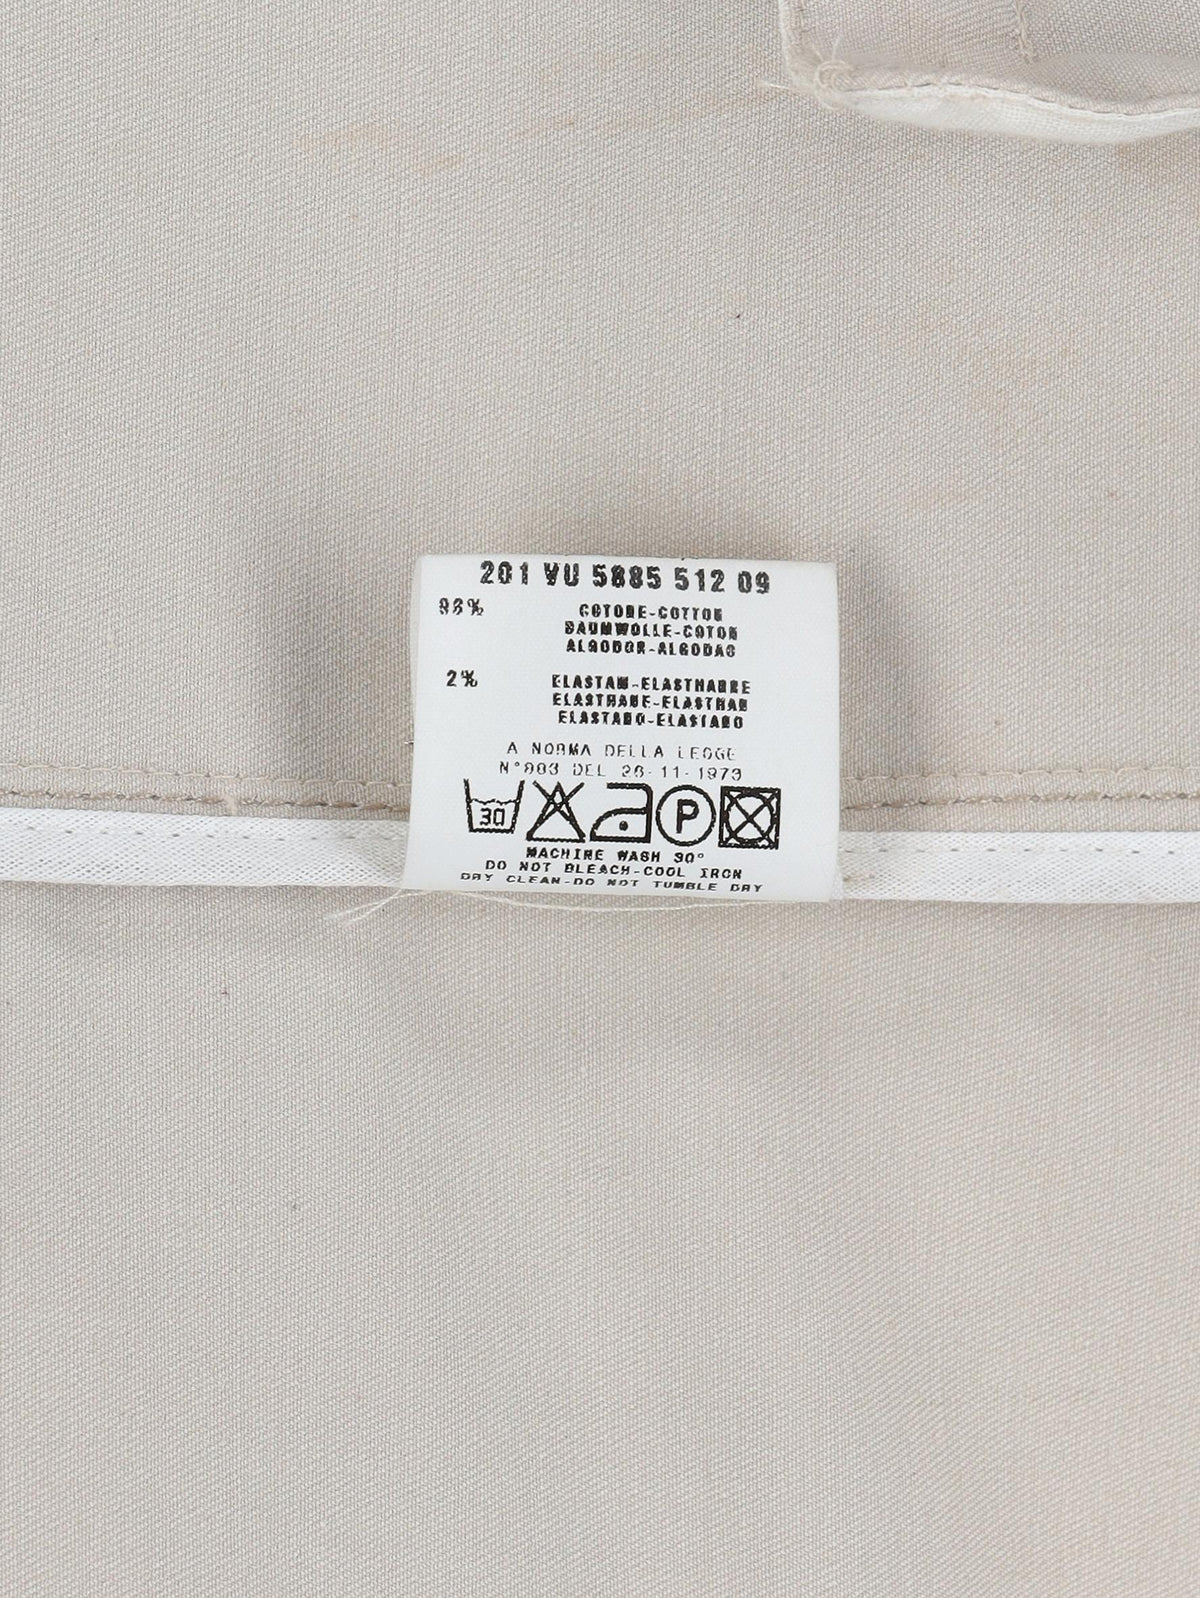 201 VU 5885 512 09
98% COTONE-COTTON
BAUMWOLLE-COTON
ALGODON-ALGODAO
2% ELASTAN-ELASTHANNE
ELASTHANE-ELASTHAN
ELASTANO-ELASTANO
A NORMA DELLA LEGGE
N°883 DEL 26-11-1973
30 P
MACHINE WASH 30°
DO NOT BLEACH-COOL IRON
DRY CLEAN-DO NOT TUMBLE DRY